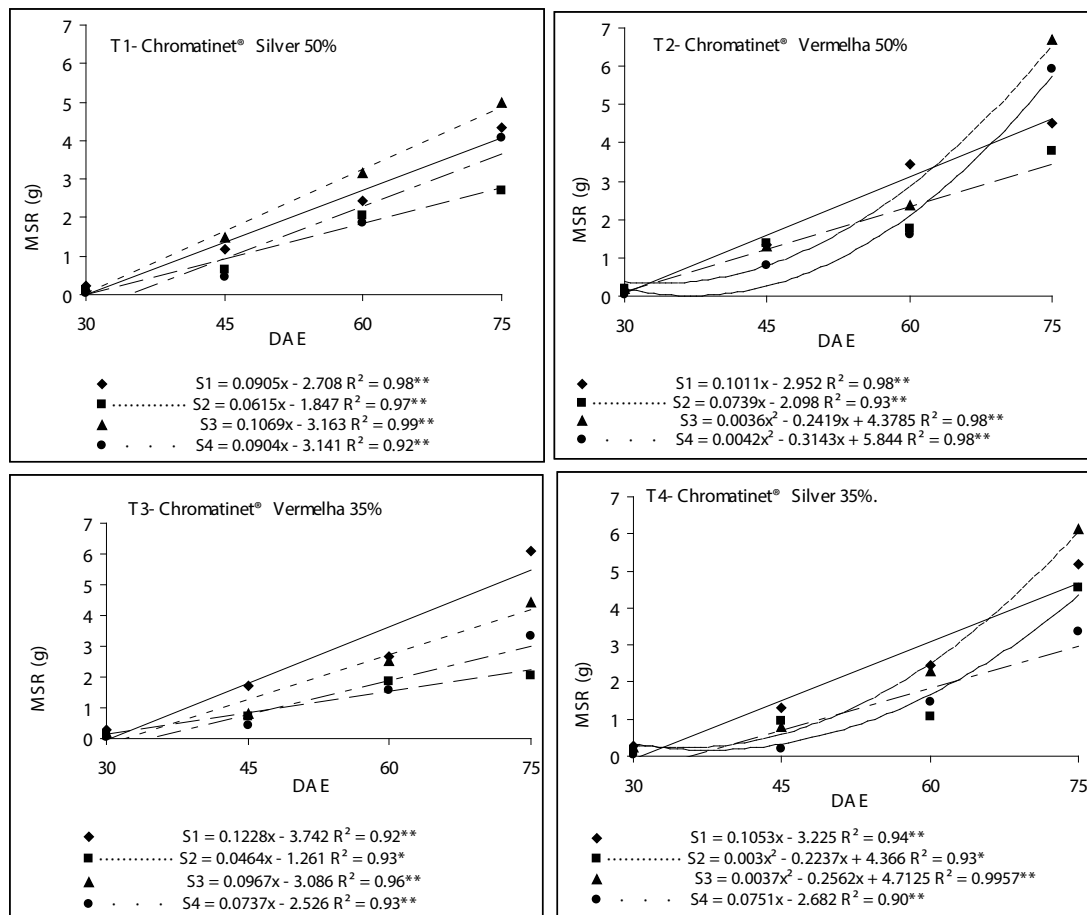 T1- Chromatinet® Silver 50%
MSR (g)
7
6
5
4
3
2
1
0
30 45 60 75
DAE
S1 = 0.0905x - 2.708 R² = 0.98**
S2 = 0.0615x - 1.847 R² = 0.97**
S3 = 0.1069x - 3.163 R² = 0.99**
S4 = 0.0904x - 3.141 R² = 0.92**
T2- Chromatinet® Vermelha 50%
MSR (g)
7
6
5
4
3
2
1
0
30 45 60 75
DAE
S1 = 0.1011x - 2.952 R² = 0.98**
S2 = 0.0739x - 2.098 R² = 0.93**
S3 = 0.0036x² - 0.2419x + 4.3785 R² = 0.98**
S4 = 0.0042x² - 0.3143x + 5.844 R² = 0.98**
T3- Chromatinet® Vermelha 35%
MSR (g)
7
6
5
4
3
2
1
0
30 45 60 75
DAE
S1 = 0.1228x - 3.742 R² = 0.92**
S2 = 0.0464x - 1.261 R² = 0.93*
S3 = 0.0967x - 3.086 R² = 0.96**
S4 = 0.0737x - 2.526 R² = 0.93**
T4- Chromatinet® Silver 35%.
MSR (g)
7
6
5
4
3
2
1
0
30 45 60 75
DAE
S1 = 0.1053x - 3.225 R² = 0.94**
S2 = 0.003x² - 0.2237x + 4.366 R² = 0.93*
S3 = 0.0037x² - 0.2562x + 4.7125 R² = 0.9957**
S4 = 0.0751x - 2.682 R² = 0.90**